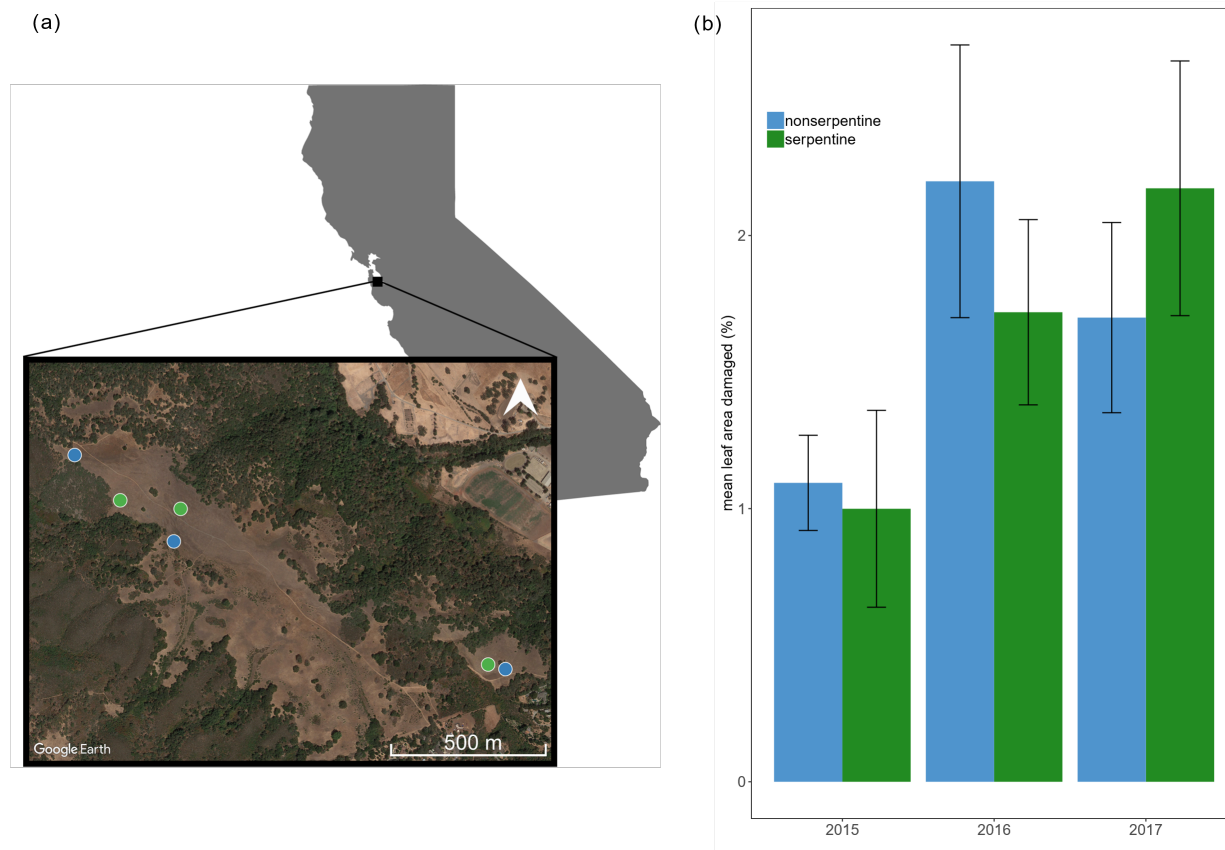 (a)
Google Earth
500 m
(b)
nonserpentine
serpentine
mean leaf area damaged (%)
2
1
0
2015
2016
2017